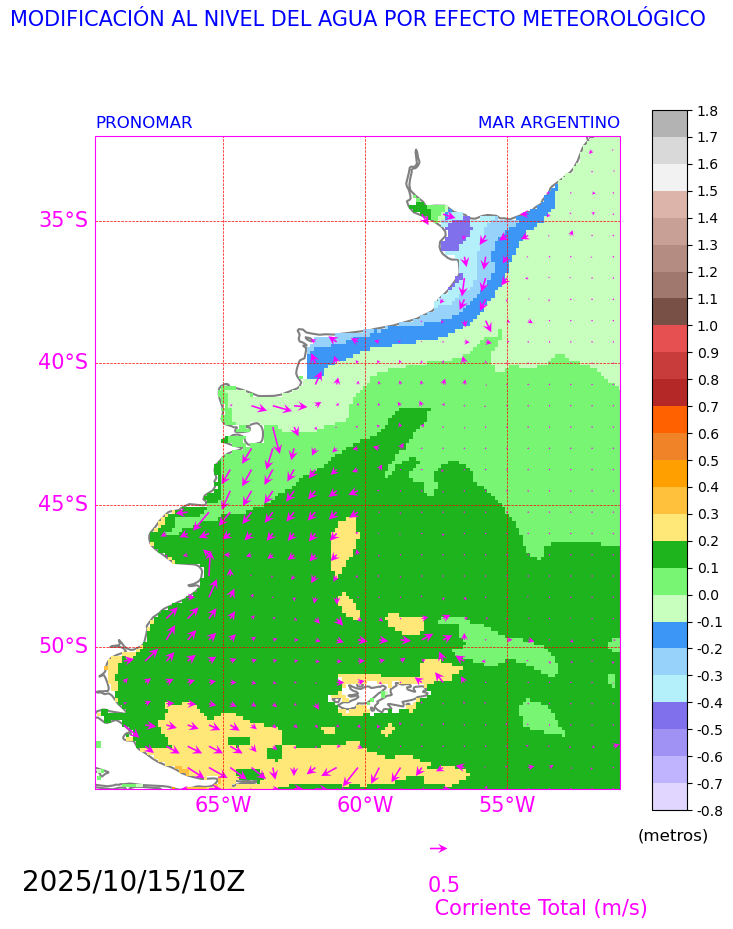 MODIFICACIÓN AL NIVEL DEL AGUA POR EFECTO METEOROLÓGICO
PRONOMAR MAR ARGENTINO
35°S
40°S
45°S
50°S
65°W 60°W 55°W
1.8
1.7
1.6
1.5
1.4
1.3
1.2
1.1
1.0
0.9
0.8
0.7
0.6
0.5
0.4
0.3
0.2
0.1
0.0
-0.1
-0.2
-0.3
-0.4
-0.5
-0.6
-0.7
-0.8
(metros)
2025/10/15/10Z
0.5
Corriente Total (m/s)